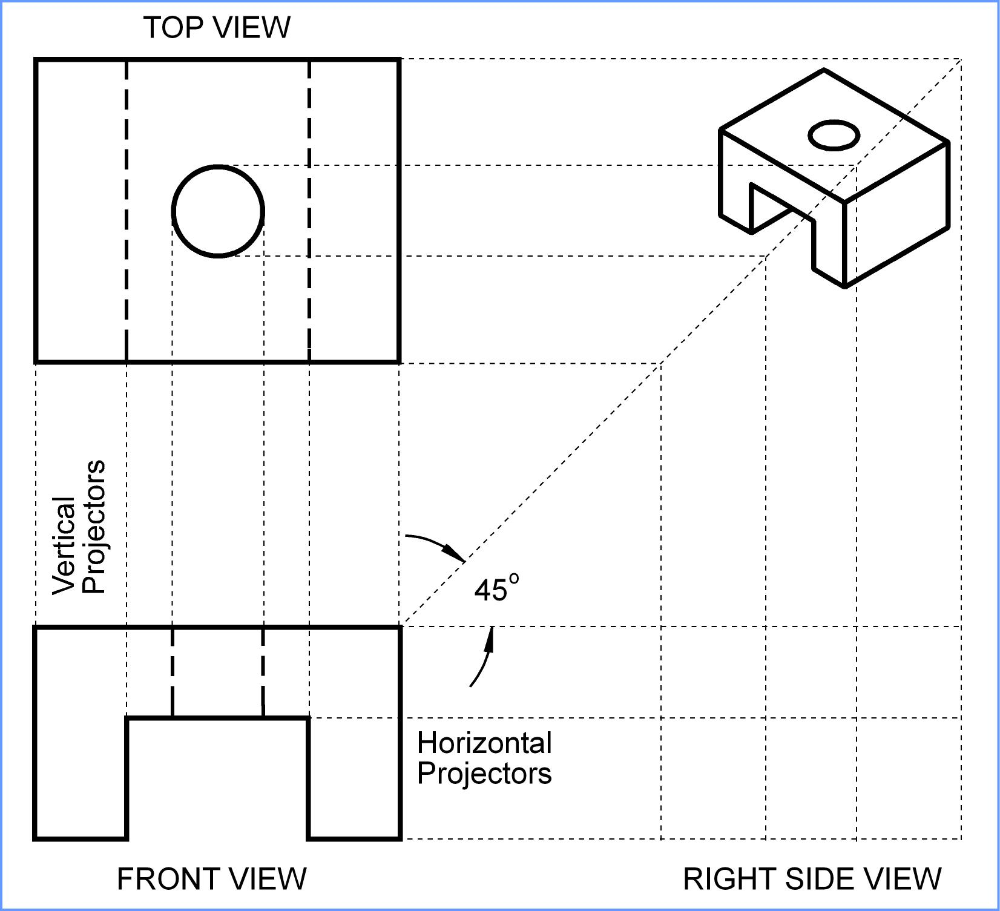 TOP VIEW
Vertical
Projectors
45°
Horizontal
Projectors
FRONT VIEW
RIGHT SIDE VIEW